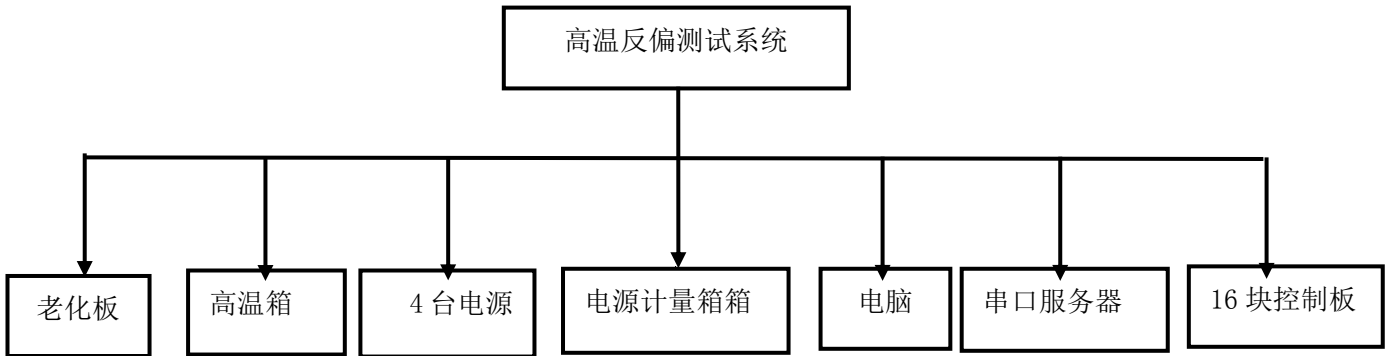 高温反偏测试系统
老化板
高温箱
4 台电源
电源计量箱箱
电脑
串口服务器
16 块控制板